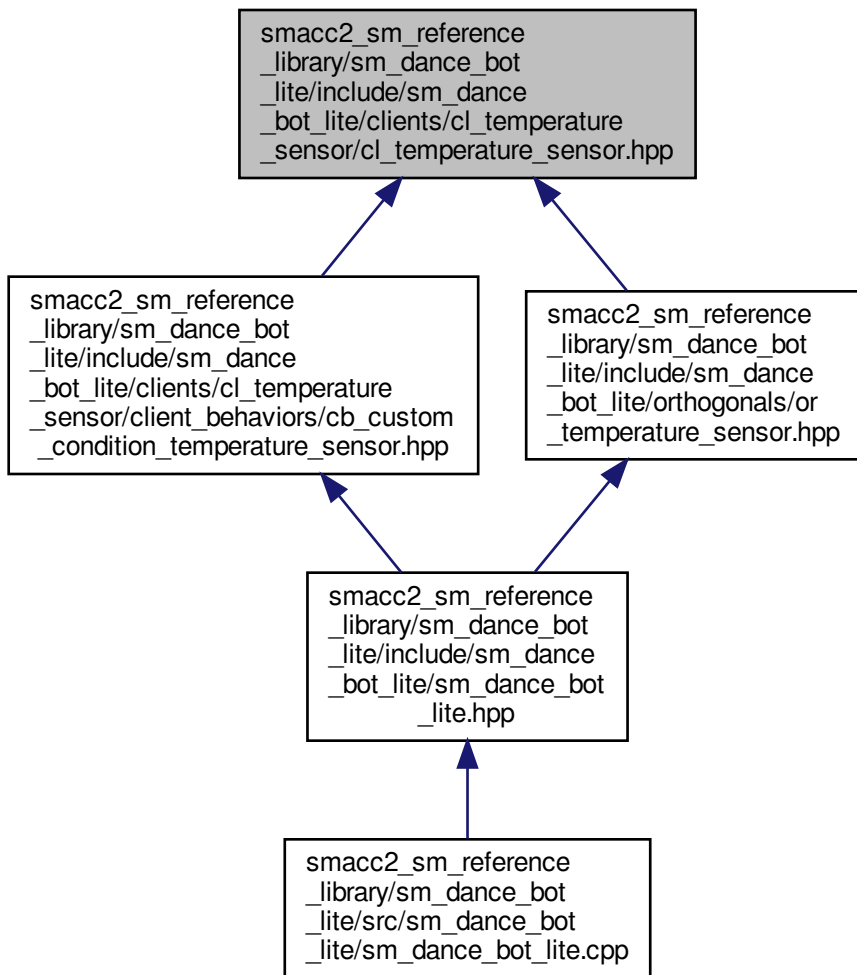 smacc2_sm_reference
_library/sm_dance_bot
_lite/include/sm_dance
_bot_lite/clients/cl_temperature
_sensor/cl_temperature_sensor.hpp
smacc2_sm_reference
_library/sm_dance_bot
_lite/include/sm_dance
_bot_lite/clients/cl_temperature
_sensor/client_behaviors/cb_custom
_condition_temperature_sensor.hpp
smacc2_sm_reference
_library/sm_dance_bot
_lite/include/sm_dance
_bot_lite/orthogonals/or
_temperature_sensor.hpp
smacc2_sm_reference
_library/sm_dance_bot
_lite/include/sm_dance
_bot_lite/sm_dance_bot
_lite.hpp
smacc2_sm_reference
_library/sm_dance_bot
_lite/src/sm_dance_bot
_lite/sm_dance_bot_lite.cpp